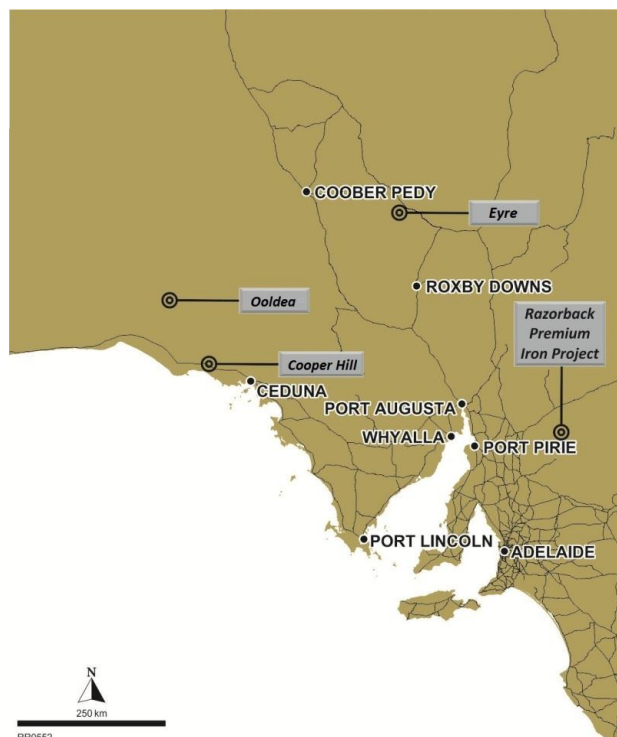 COOBER PEDY
Eyre
ROXBY DOWNS
Ooldea
Razorback
Premium
Iron Project
Cooper Hill
CEDUNA
PORT AUGUSTA
WHYALLA
PORT PIRIE
PORT LINCOLN
ADELAIDE
N
250 km